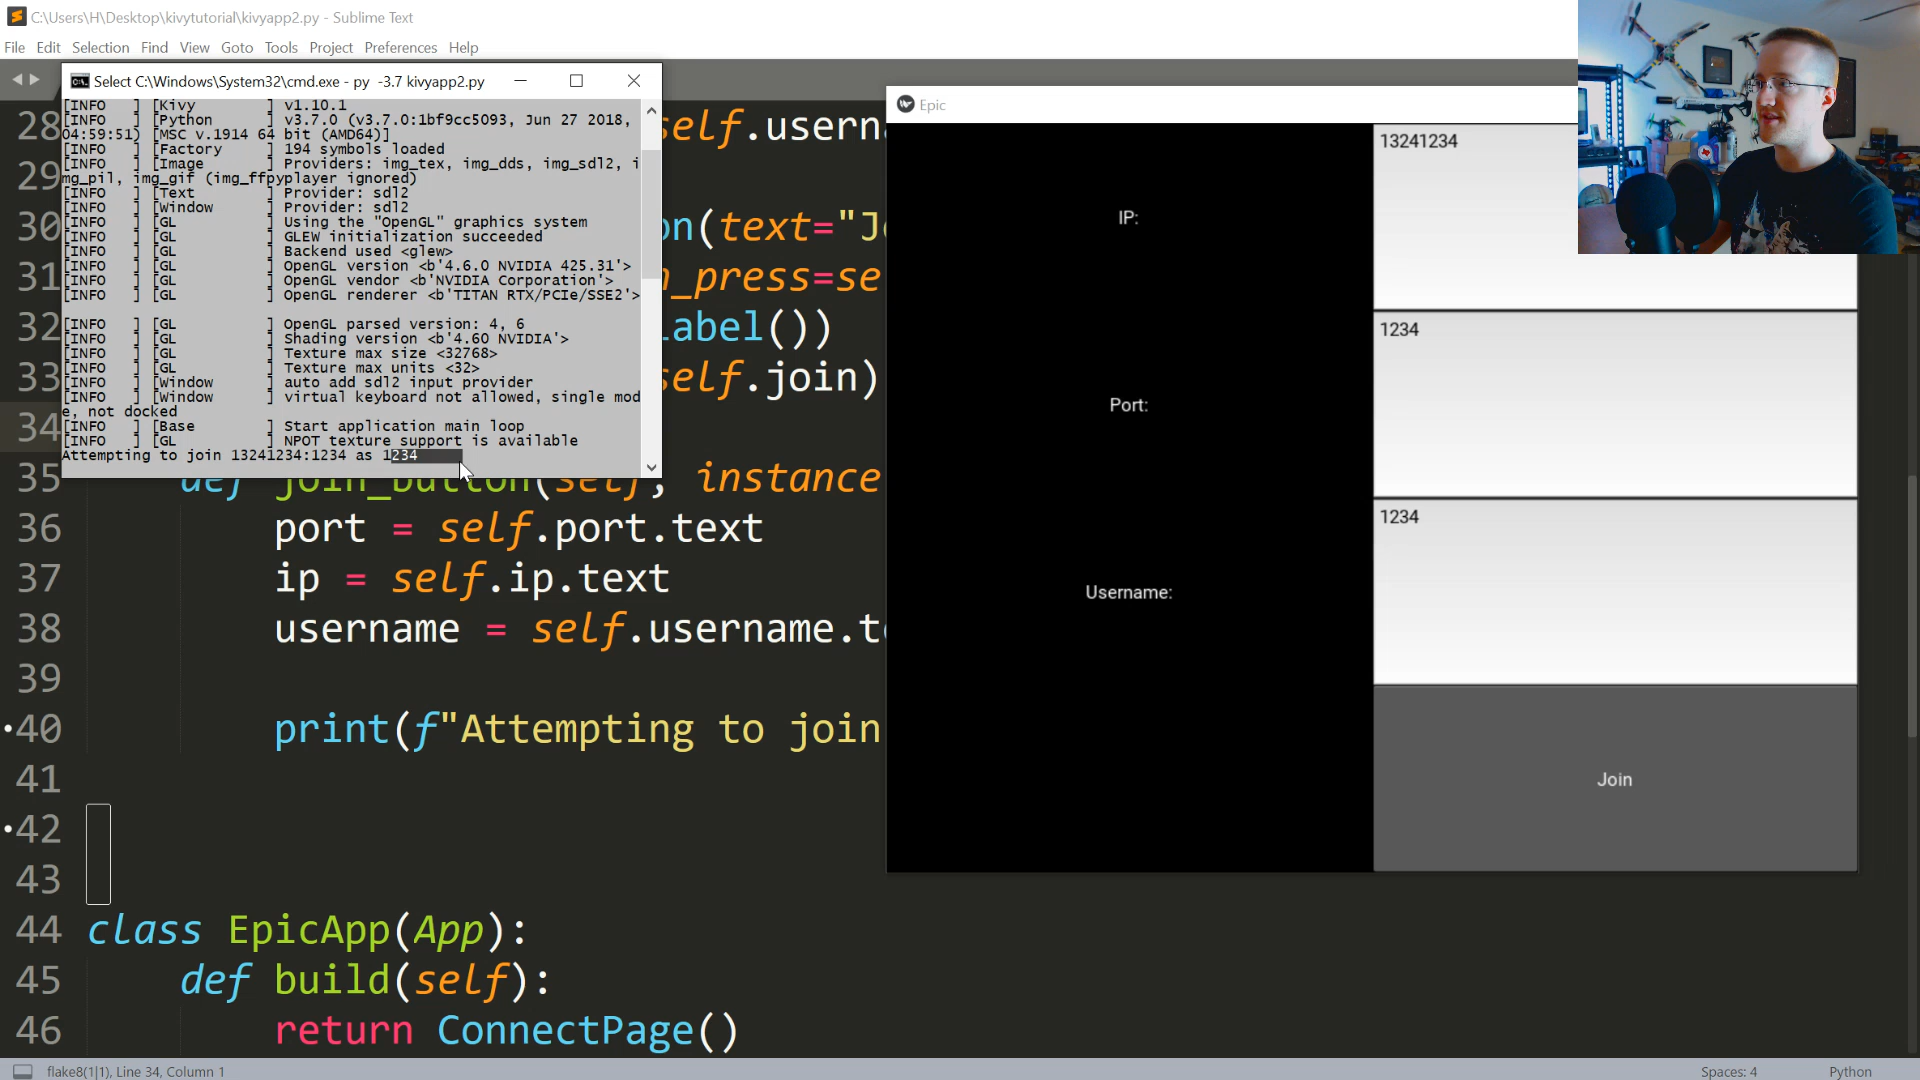 C:\Users\H\Desktop\kivytutorial\kivyapp2.py - Sublime Text
File Edit Selection Find View Goto Tools Project Preferences Help
Select C:\Windows\System32\cmd.exe - py -3.7 kivyapp2.py
[INFO ] [Kivy ] v1.10.1
[INFO ] [Python ] v3.7.0 (v3.7.0:1bf9cc5093, Jun 27 2018,
04:59:51) [MSC v.1914 64 bit (AMD64)]
[INFO ] [Factory ] 194 symbols loaded
[INFO ] [Image ] Providers: img_tex, img_dds, img_sdl2, i
mg_pil, img_gif (img_ffpyplayer ignored)
[INFO ] [Text ] Provider: sdl2
[INFO ] [Window ] Provider: sdl2
[INFO ] [GL ] Using the "OpenGL" graphics system
[INFO ] [GL ] GLEW initialization succeeded
[INFO ] [GL ] Backend used <glew>
[INFO ] [GL ] OpenGL version <b'4.6.0 NVIDIA 425.31'>
[INFO ] [GL ] OpenGL vendor <b'NVIDIA Corporation'>
[INFO ] [GL ] OpenGL renderer <b'TITAN RTX/PCIe/SSE2'>
[INFO ] [GL ] OpenGL parsed version: 4, 6
[INFO ] [GL ] Shading version <b'4.60 NVIDIA'>
[INFO ] [GL ] Texture max size <32768>
[INFO ] [GL ] Texture max units <32>
[INFO ] [Window ] auto add sdl2 input provider
[INFO ] [Window ] virtual keyboard not allowed, single mod
e, not docked
[INFO ] [Base ] Start application main loop
[INFO ] [GL ] NPOT texture support is available
Attempting to join 13241234:1234 as 1234
28 self.usern
29
30 on(text="J
31 n_press=se
32 label())
33 self.join)
34
35 def join_button(self, instance
36 port = self.port.text
37 ip = self.ip.text
38 username = self.username.te
39
40 print(f"Attempting to join
41
42
43
44 class EpicApp(App):
45 def build(self):
46 return ConnectPage()
Epic
IP:
13241234
Port:
1234
Username:
1234
Join
flake8(1|1), Line 34, Column 1
Spaces: 4
Python